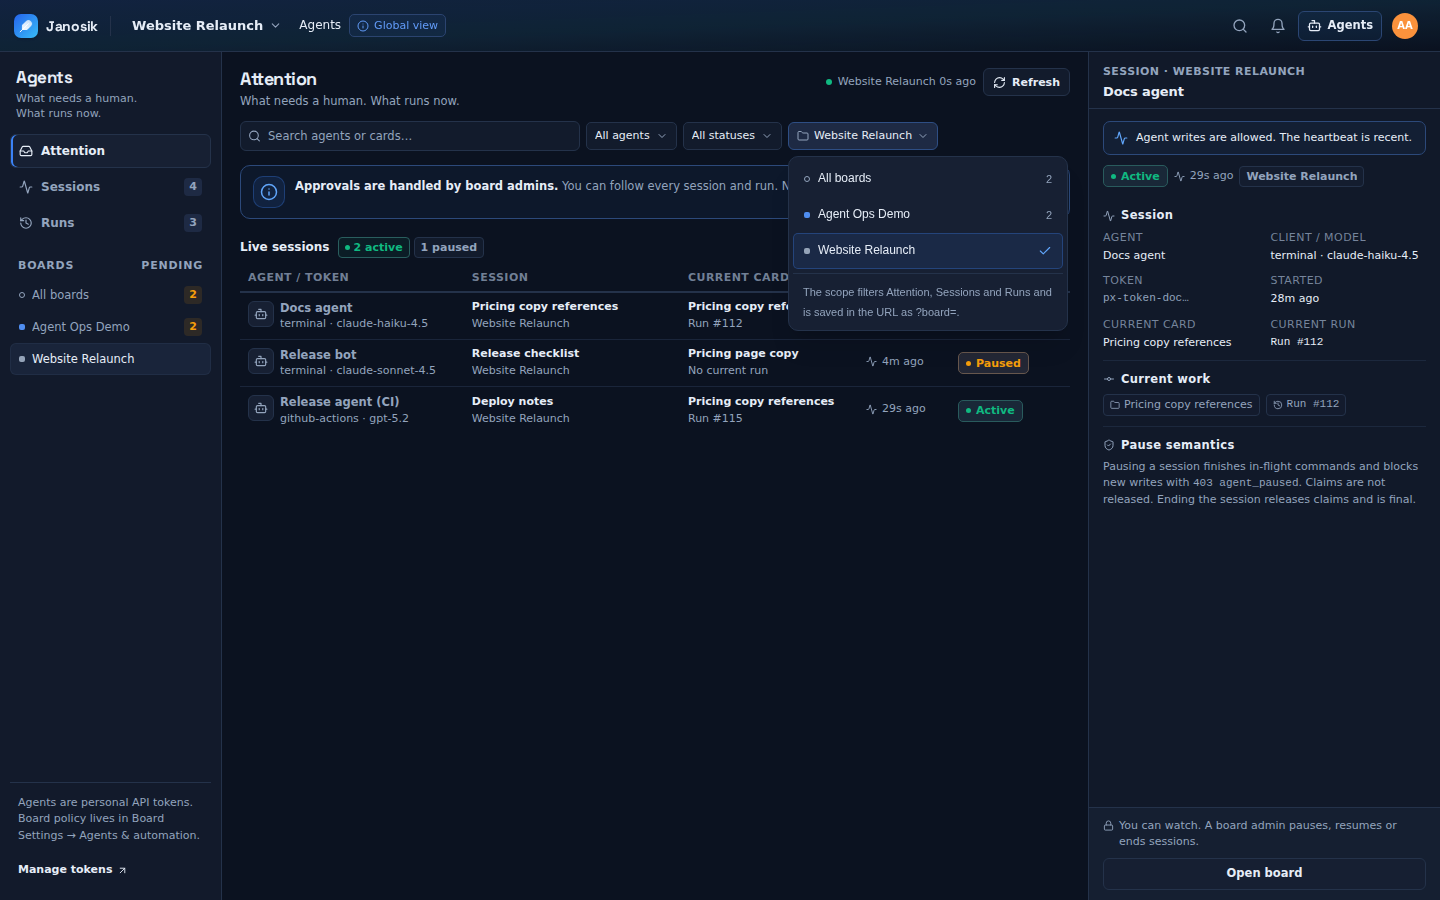 Janosik
Website Relaunch
Agents
Global view
Agents
AA
Agents
What needs a human.
What runs now.
Attention
Sessions 4
Runs 3
BOARDS PENDING
All boards 2
Agent Ops Demo 2
Website Relaunch
Agents are personal API tokens.
Board policy lives in Board
Settings → Agents & automation.
Manage tokens ↗
Attention
What needs a human. What runs now.
Website Relaunch 0s ago
Refresh
Search agents or cards...
All agents
All statuses
Website Relaunch
Approvals are handled by board admins. You can follow every session and run. N
All boards 2
Agent Ops Demo 2
Website Relaunch
The scope filters Attention, Sessions and Runs and
is saved in the URL as ?board=.
Live sessions 2 active 1 paused
AGENT / TOKEN SESSION CURRENT CARD
Docs agent Pricing copy references Pricing copy refe
terminal · claude-haiku-4.5 Website Relaunch Run #112
Release bot Release checklist Pricing page copy 4m ago Paused
terminal · claude-sonnet-4.5 Website Relaunch No current run
Release agent (CI) Deploy notes Pricing copy references 29s ago Active
github-actions · gpt-5.2 Website Relaunch Run #115
SESSION · WEBSITE RELAUNCH
Docs agent
Agent writes are allowed. The heartbeat is recent.
Active 29s ago Website Relaunch
Session
AGENT CLIENT / MODEL
Docs agent terminal · claude-haiku-4.5
TOKEN STARTED
px-token-doc… 28m ago
CURRENT CARD CURRENT RUN
Pricing copy references Run #112
Current work
Pricing copy references Run #112
Pause semantics
Pausing a session finishes in-flight commands and blocks
new writes with 403 agent_paused. Claims are not
released. Ending the session releases claims and is final.
You can watch. A board admin pauses, resumes or
ends sessions.
Open board